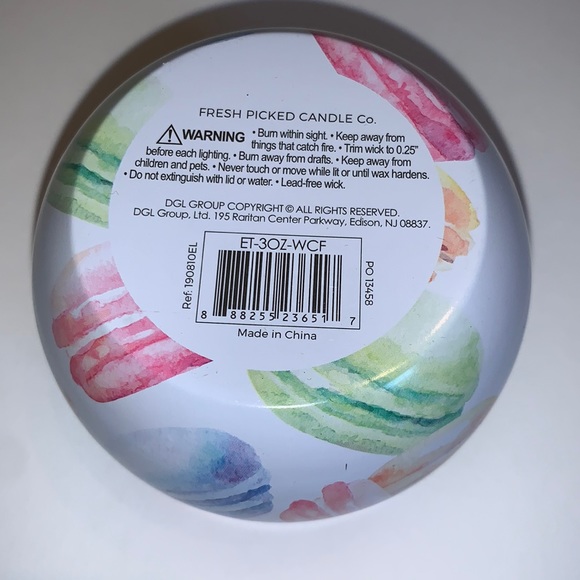 FRESH PICKED CANDLE Co.
⚠ WARNING • Burn within sight. • Keep away from
things that catch fire. • Trim wick to 0.25"
before each lighting. • Burn away from drafts. • Keep away from
children and pets. • Never touch or move while lit or until wax hardens.
• Do not extinguish with lid or water. • Lead-free wick.
DGL GROUP COPYRIGHT © ALL RIGHTS RESERVED.
DGL Group, Ltd. 195 Raritan Center Parkway, Edison, NJ 08837.
Ref: 190810EL
ET-3OZ-WCF
8 88255 23651 7
PO 13458
Made in China